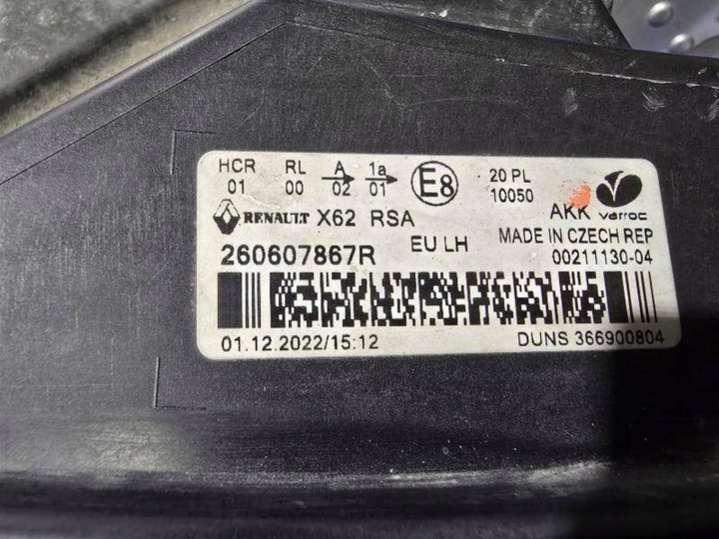 HCR RL A 1a E8 20 PL
01 00 02 01 10050 AKK varroc
RENAULT X62 RSA
260607867R EU LH MADE IN CZECH REP
00211130-04
01.12.2022/15:12 DUNS 366900804